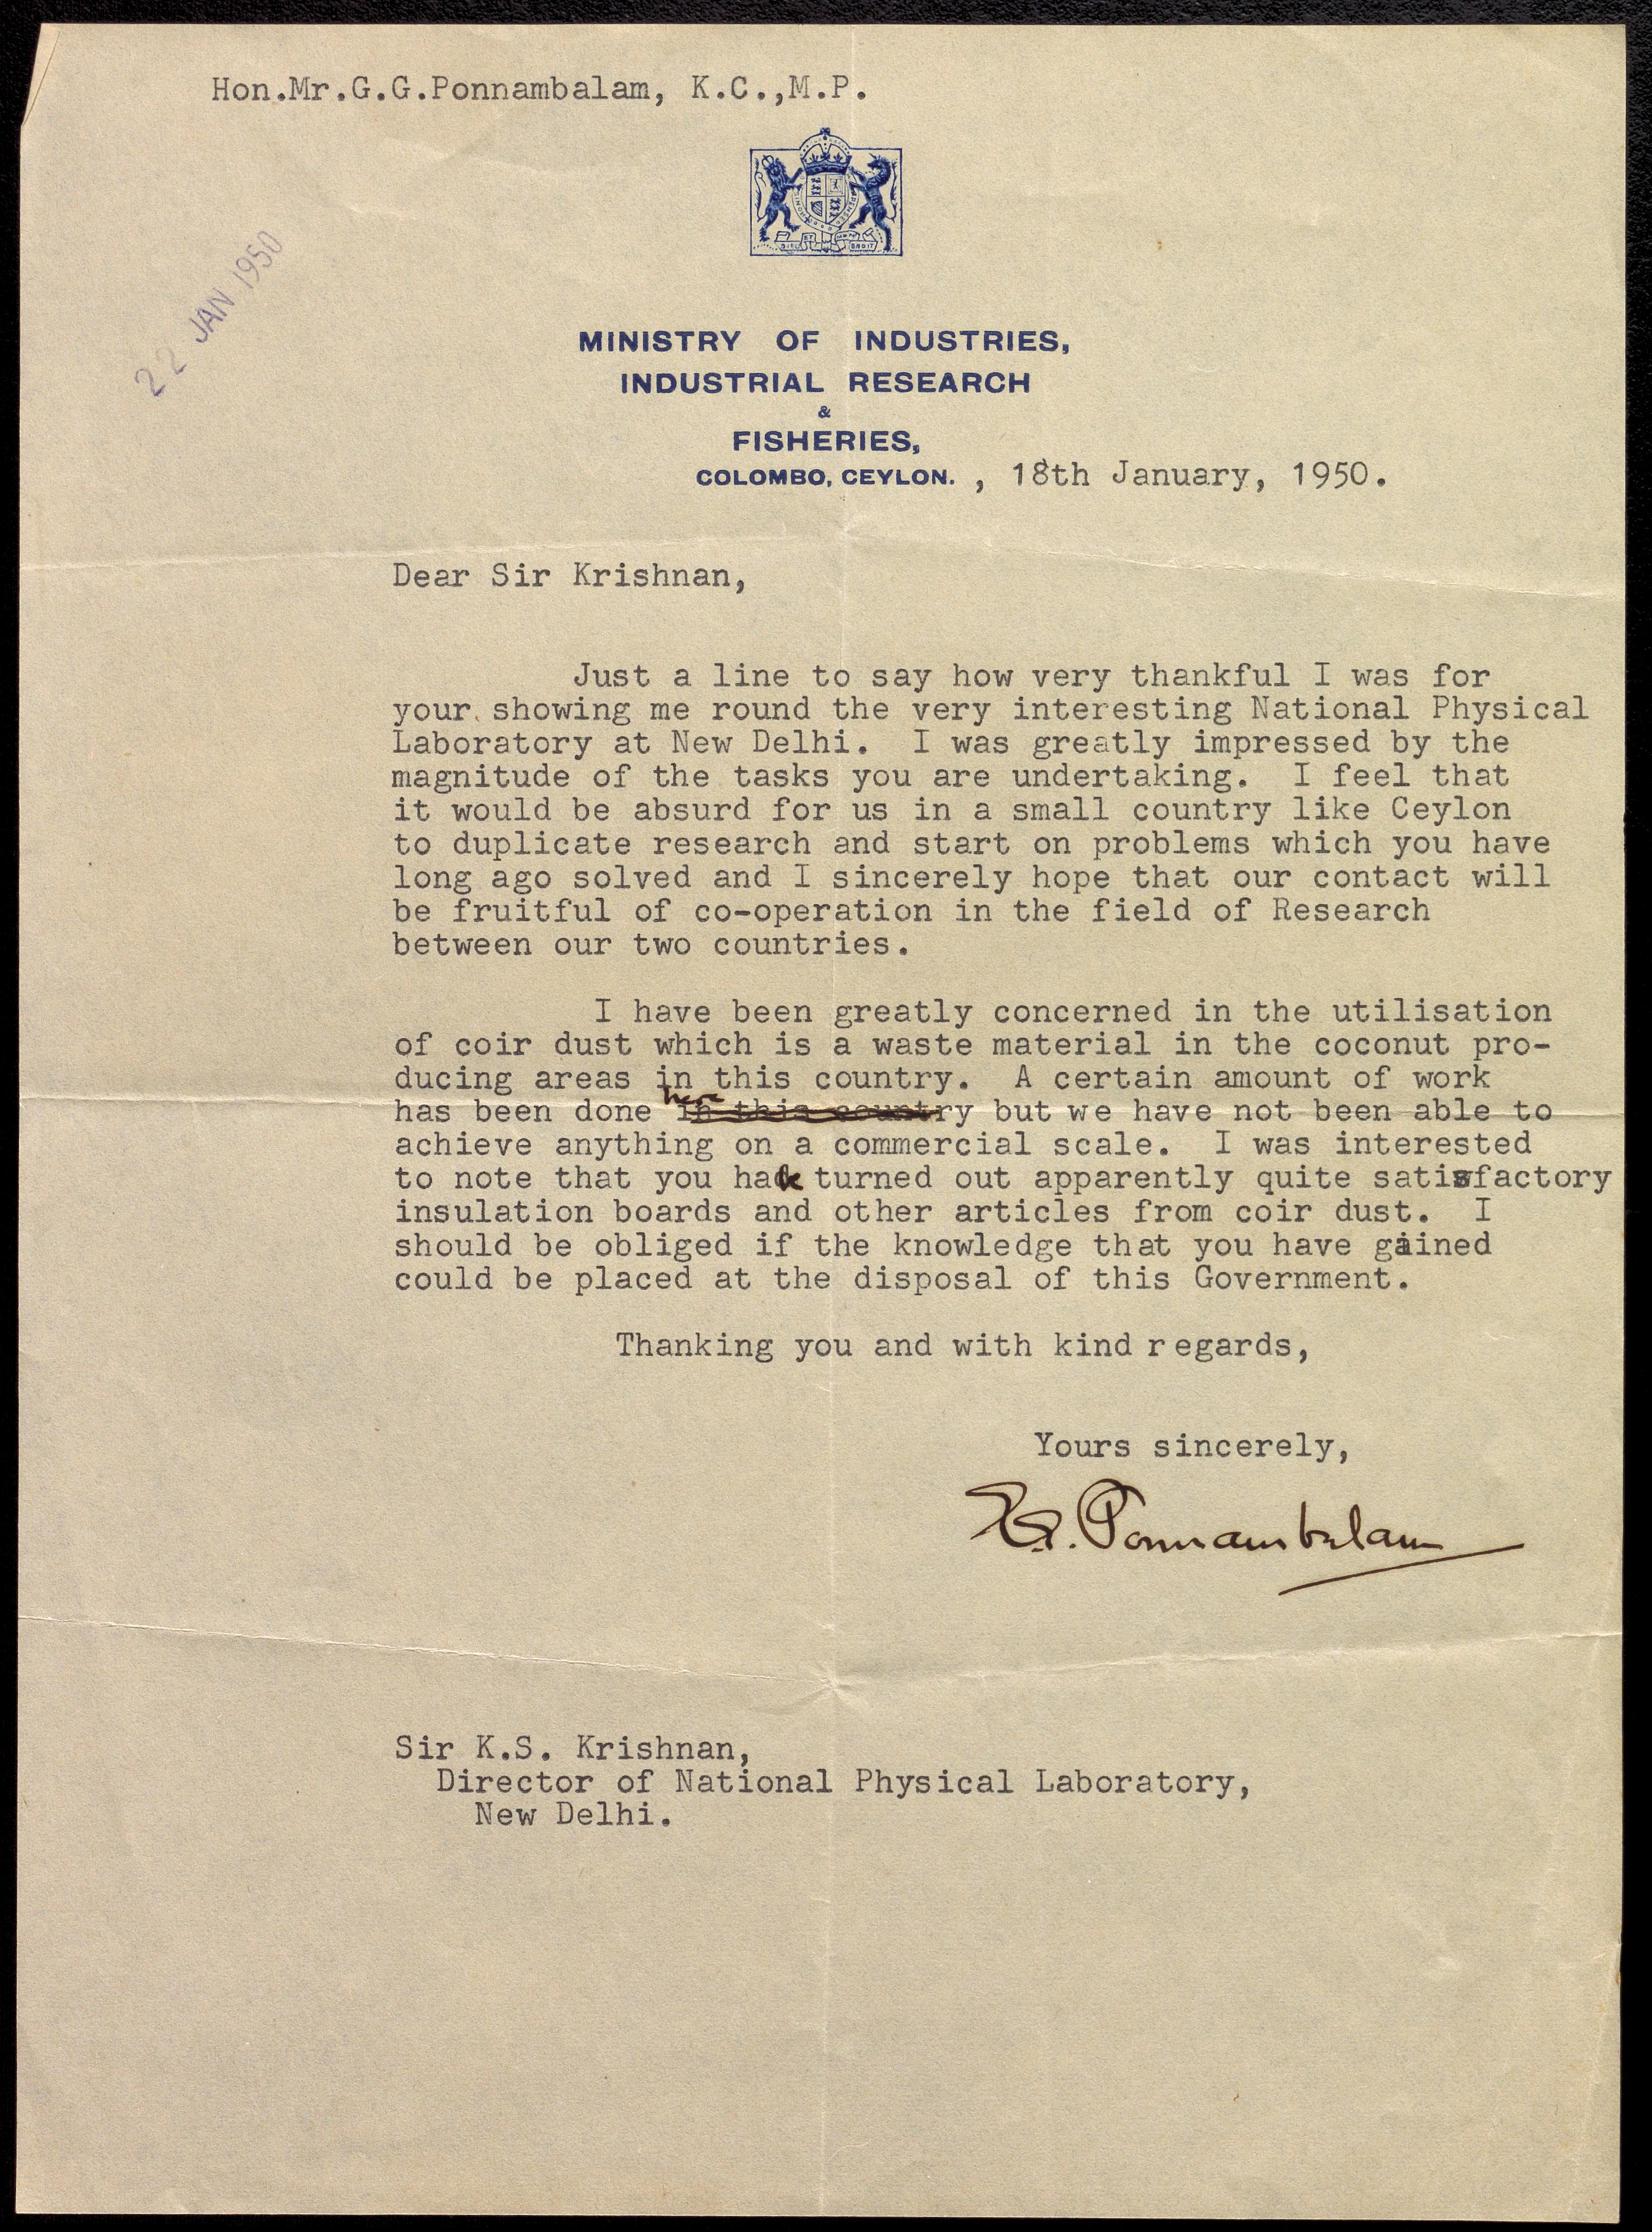 Hon.Mr.G.G.Ponnambalam, K.C.,M.P.
22 JAN 1950
MINISTRY OF INDUSTRIES,
INDUSTRIAL RESEARCH
&
FISHERIES,
COLOMBO, CEYLON. , 18th January, 1950.
Dear Sir Krishnan,
Just a line to say how very thankful I was for
your showing me round the very interesting National Physical
Laboratory at New Delhi. I was greatly impressed by the
magnitude of the tasks you are undertaking. I feel that
it would be absurd for us in a small country like Ceylon
to duplicate research and start on problems which you have
long ago solved and I sincerely hope that our contact will
be fruitful of co-operation in the field of Research
between our two countries.
I have been greatly concerned in the utilisation
of coir dust which is a waste material in the coconut pro-
ducing areas in this country. A certain amount of work
here
has been done in this country but we have not been able to
achieve anything on a commercial scale. I was interested
to note that you have turned out apparently quite satisfactory
insulation boards and other articles from coir dust. I
should be obliged if the knowledge that you have gained
could be placed at the disposal of this Government.
Thanking you and with kind regards,
Yours sincerely,
G.G. Ponnambalam
Sir K.S. Krishnan,
Director of National Physical Laboratory,
New Delhi.